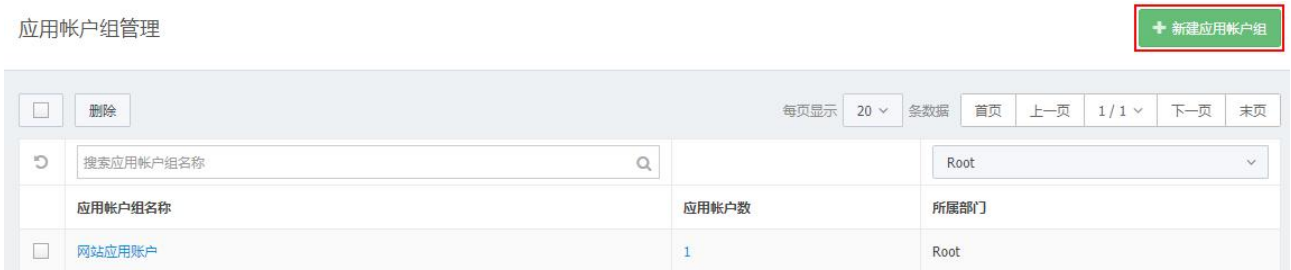 应用帐户组管理
新建应用帐户组
删除 每页显示 20 条数据 首页 上一页 1 / 1 下一页 末页
搜索应用帐户组名称 Root
应用帐户组名称 应用帐户数 所属部门
网站应用账户 1 Root